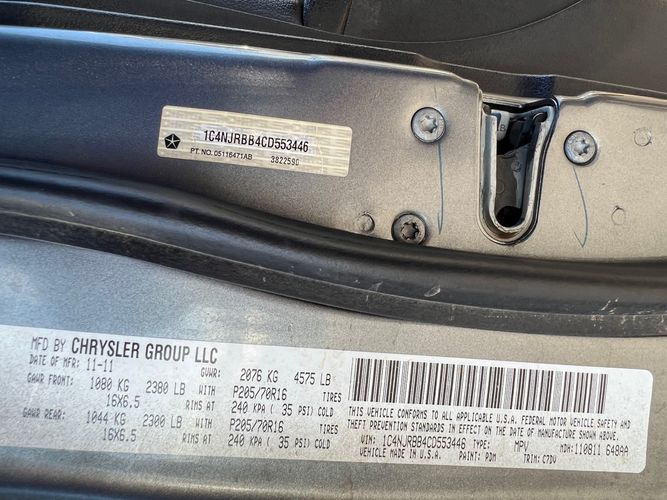 1C4NJRBB4CD553446
PT. NO. 05116471AB 3822590
MFD BY CHRYSLER GROUP LLC
DATE OF MFR: 11-11 GVWR: 2076 KG 4575 LB
GAWR FRONT: 1080 KG 2380 LB WITH P205/70R16 TIRES
16X6.5 RIMS AT 240 KPA ( 35 PSI) COLD
GAWR REAR: 1044 KG 2300 LB WITH P205/70R16 TIRES
16X6.5 RIMS AT 240 KPA ( 35 PSI) COLD
THIS VEHICLE CONFORMS TO ALL APPLICABLE U.S.A. FEDERAL MOTOR VEHICLE SAFETY AND
THEFT PREVENTION STANDARDS IN EFFECT ON THE DATE OF MANUFACTURE SHOWN ABOVE.
VIN: 1C4NJRBB4CD553446 TYPE: MPV MDH: 110811 648AA
VEHICLE MADE IN U.S.A. PAINT: PDM TRIM: C7DV